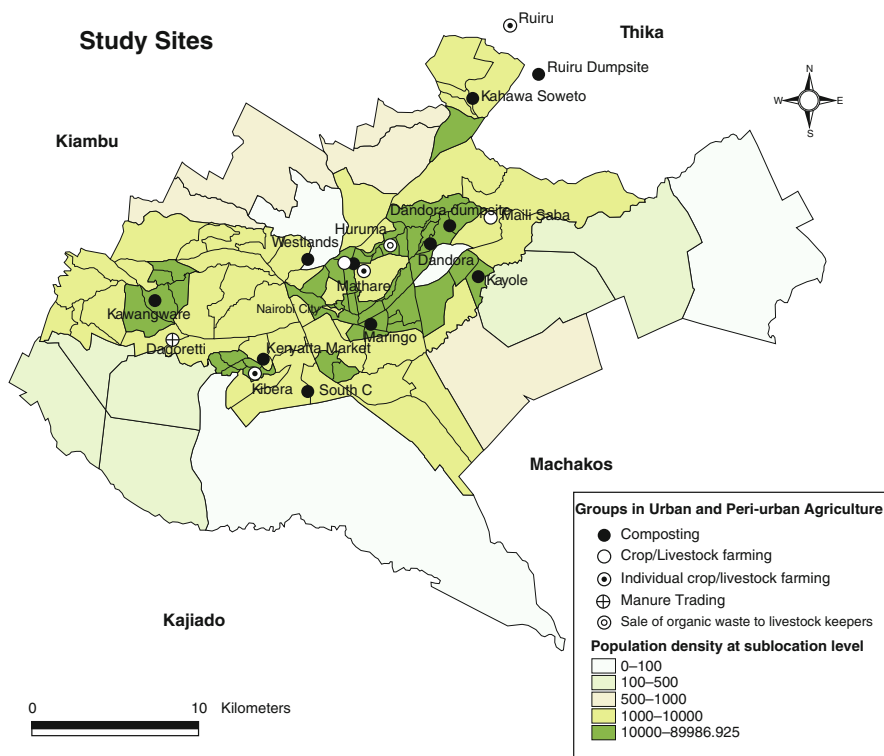 Ruiru
Study Sites
Thika
Ruiru Dumpsite
N
W
E
S
Kahawa Soweto
Kiambu
Dandora dumpsite
Maili Saba
Huruma
Westlands
Dandora
Kayole
Mathare
Nairobi City
Kawangware
Maringo
Dagoretti
Kenyatta Market
Kibera
South C
Machakos
Kajiado
Groups in Urban and Peri-urban Agriculture
Composting
Crop/Livestock farming
Individual crop/livestock farming
Manure Trading
Sale of organic waste to livestock keepers
Population density at sublocation level
0–100
100–500
500–1000
1000–10000
10000–89986.925
0 10 Kilometers